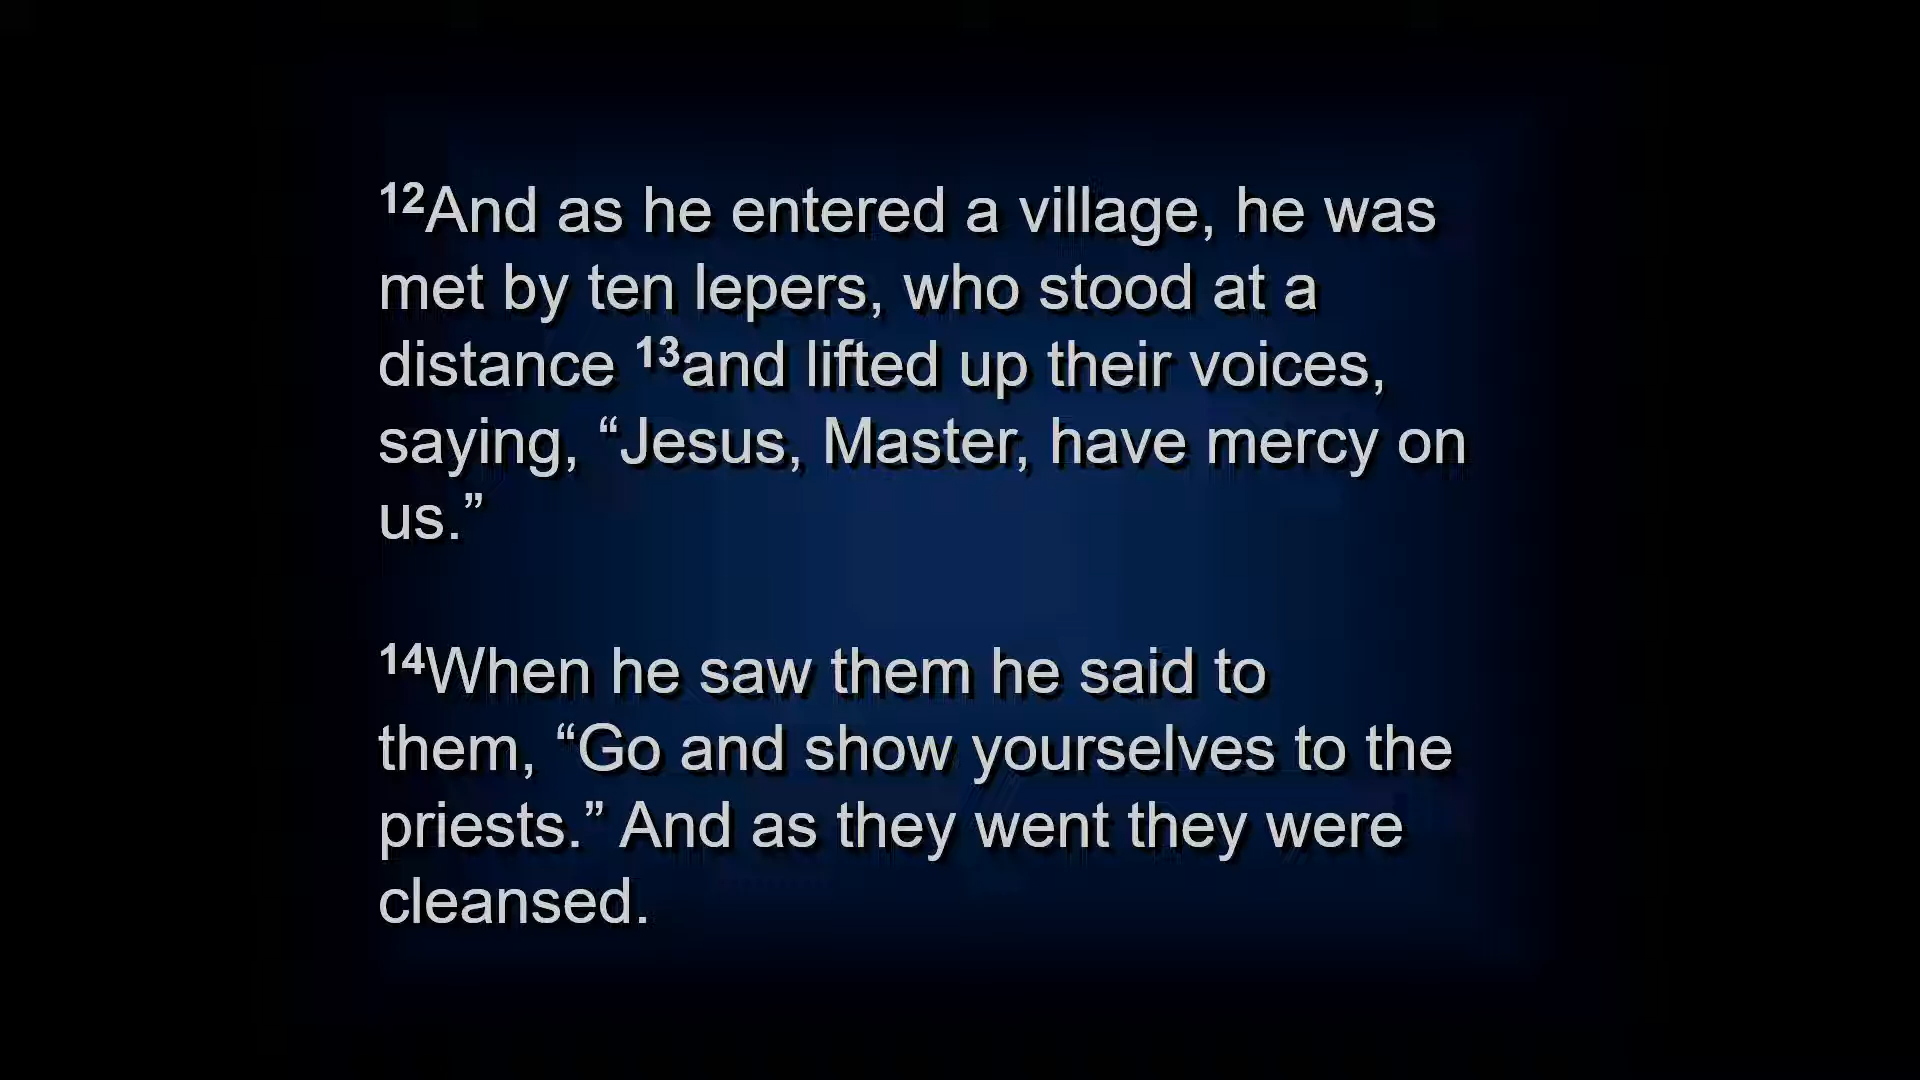 12And as he entered a village, he was
met by ten lepers, who stood at a
distance 13and lifted up their voices,
saying, “Jesus, Master, have mercy on
us.”
14When he saw them he said to
them, “Go and show yourselves to the
priests.” And as they went they were
cleansed.